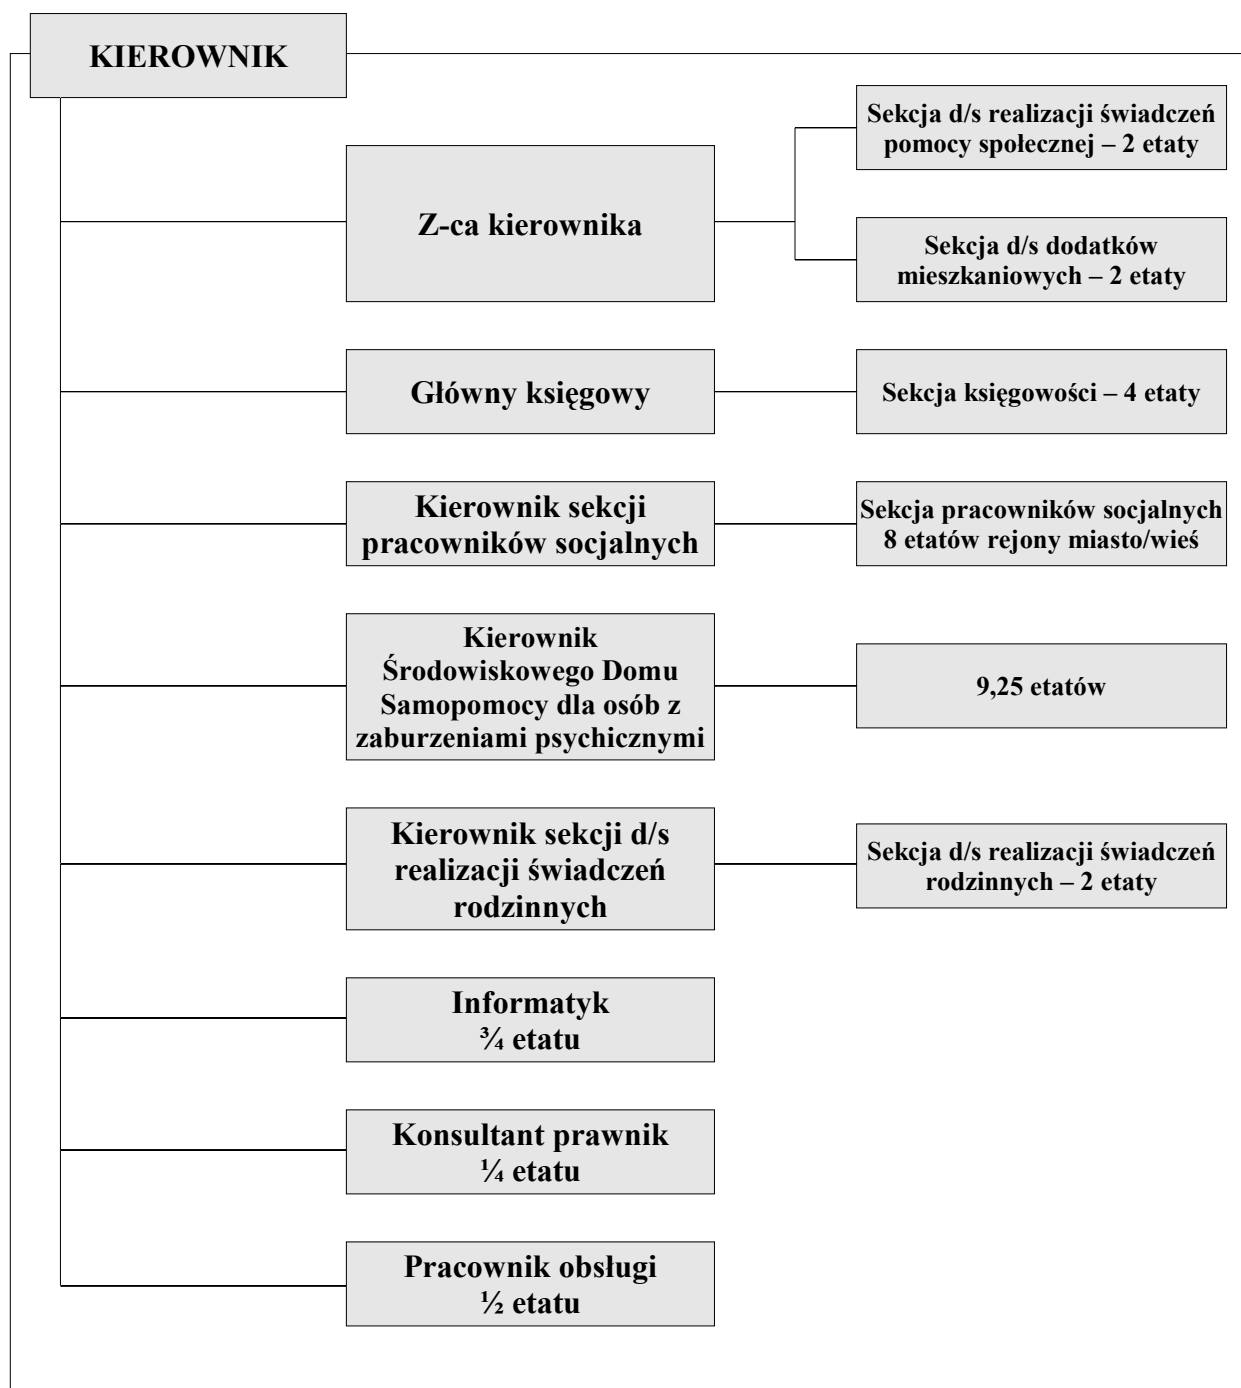 KIEROWNIK
Sekcja d/s realizacji świadczeń
pomocy społecznej – 2 etaty
Z-ca kierownika
Sekcja d/s dodatków
mieszkaniowych – 2 etaty
Główny księgowy
Sekcja księgowości – 4 etaty
Kierownik sekcji
pracowników socjalnych
Sekcja pracowników socjalnych
8 etatów rejony miasto/wieś
Kierownik
Środowiskowego Domu
Samopomocy dla osób z
zaburzeniami psychicznymi
9,25 etatów
Kierownik sekcji d/s
realizacji świadczeń
rodzinnych
Sekcja d/s realizacji świadczeń
rodzinnych – 2 etaty
Informatyk
¾ etatu
Konsultant prawnik
¼ etatu
Pracownik obsługi
½ etatu